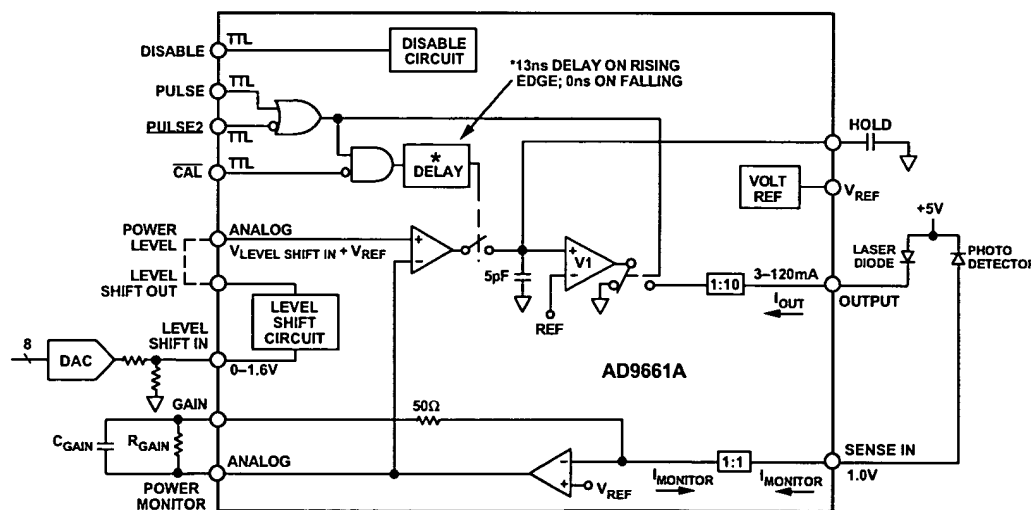 DISABLE
TTL
DISABLE
CIRCUIT
*13ns DELAY ON RISING
EDGE; 0ns ON FALLING
PULSE
TTL
PULSE2
TTL
CAL
TTL
*
DELAY
HOLD
VOLT
REF
VREF
+5V
POWER
LEVEL
ANALOG
VLEVEL SHIFT IN + VREF
+
–
5pF
+
V1
–
REF
LASER
DIODE
PHOTO
DETECTOR
1:10
3–120mA
IOUT
OUTPUT
LEVEL
SHIFT OUT
LEVEL
SHIFT
CIRCUIT
LEVEL
SHIFT IN
0–1.6V
8
DAC
AD9661A
GAIN
50Ω
CGAIN
RGAIN
ANALOG
POWER
MONITOR
–
+
VREF
IMONITOR
1:1
IMONITOR
SENSE IN
1.0V